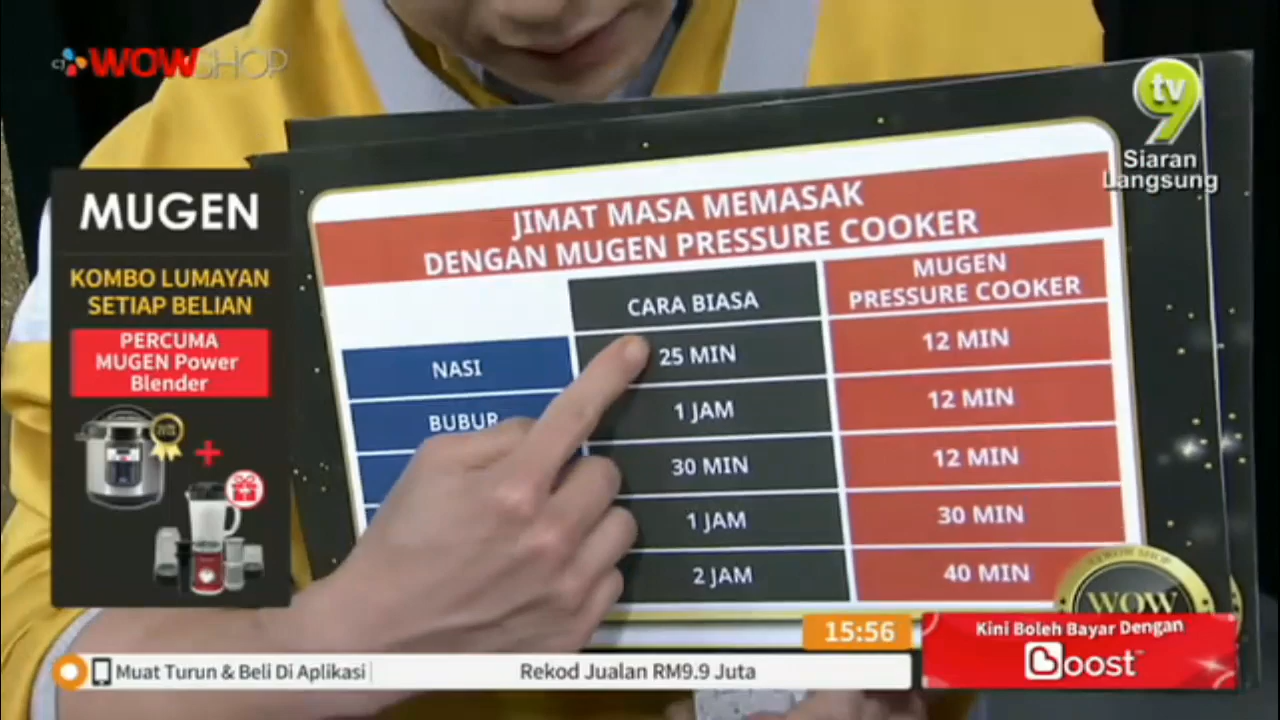 CJ WOWSHOP
tv9
Siaran
Langsung
MUGEN
KOMBO LUMAYAN
SETIAP BELIAN
PERCUMA
MUGEN Power
Blender
JIMAT MASA MEMASAK
DENGAN MUGEN PRESSURE COOKER
CARA BIASA
MUGEN
PRESSURE COOKER
NASI
25 MIN
12 MIN
BUBUR
1 JAM
12 MIN
30 MIN
12 MIN
1 JAM
30 MIN
2 JAM
40 MIN
WOW SHOP
WOW
15:56
Kini Boleh Bayar Dengan
Boost
Muat Turun & Beli Di Aplikasi
Rekod Jualan RM9.9 Juta